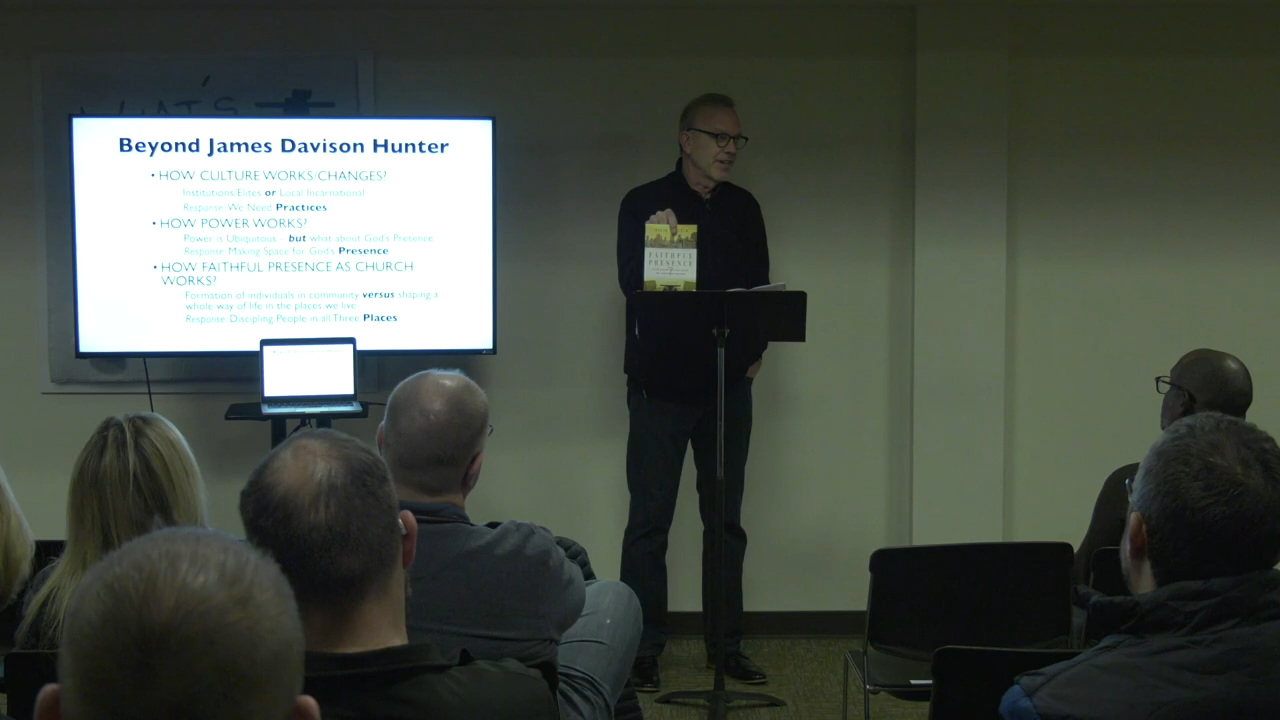 WHAT'S
Beyond James Davison Hunter
• HOW CULTURE WORKS/CHANGES?
Institutions/Elites or Local Incarnational
Response: We Need Practices
• HOW POWER WORKS?
Power is Ubiquitous - but what about God's Presence
Response: Making Space for God's Presence
• HOW FAITHFUL PRESENCE AS CHURCH
WORKS?
Formation of individuals in community versus shaping a
whole way of life in the places we live.
Response: Discipling People in all Three Places
FAITHFUL
PRESENCE